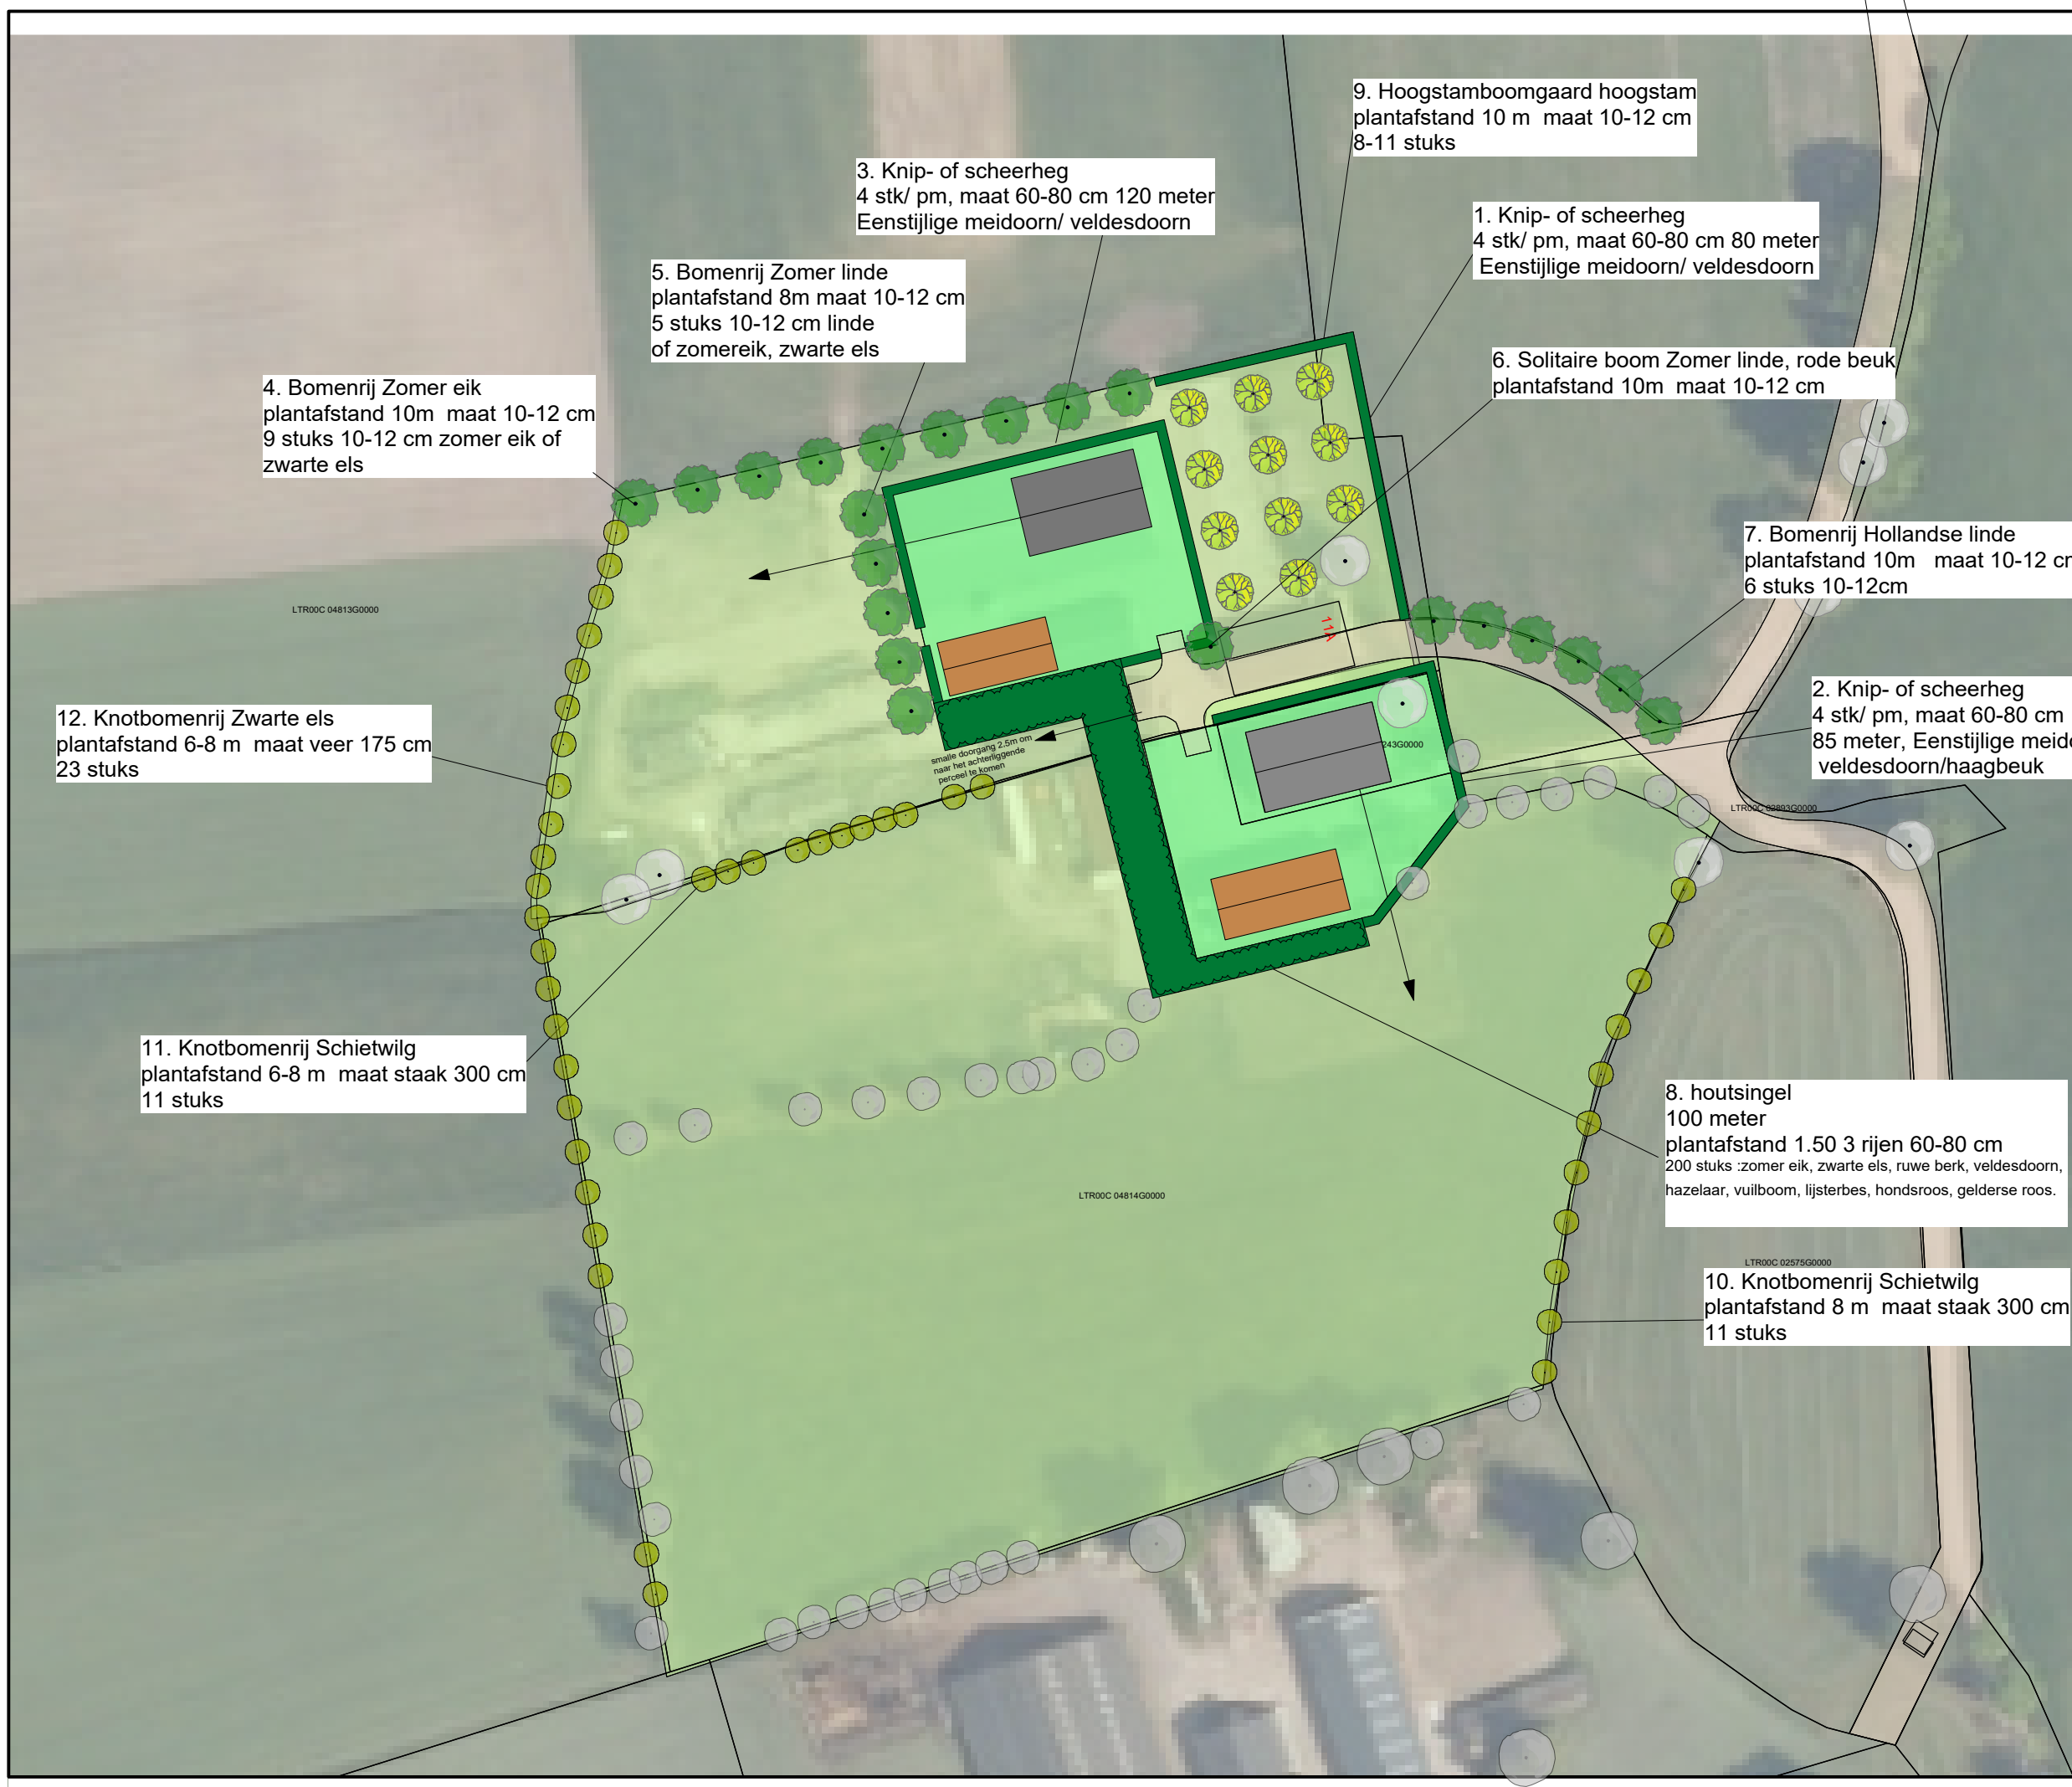 9. Hoogstamboomgaard hoogstam
plantafstand 10 m  maat 10-12 cm
8-11 stuks
3. Knip- of scheerheg
4 stk/ pm, maat 60-80 cm 120 meter
Eenstijlige meidoorn/ veldesdoorn
1. Knip- of scheerheg
4 stk/ pm, maat 60-80 cm 80 meter
Eenstijlige meidoorn/ veldesdoorn
5. Bomenrij Zomer linde
plantafstand 8m maat 10-12 cm
5 stuks 10-12 cm linde
of zomereik, zwarte els
6. Solitaire boom Zomer linde, rode beuk
plantafstand 10m  maat 10-12 cm
4. Bomenrij Zomer eik
plantafstand 10m  maat 10-12 cm
9 stuks 10-12 cm zomer eik of
zwarte els
7. Bomenrij Hollandse linde
plantafstand 10m   maat 10-12 cm
6 stuks 10-12cm
LTR00C 04813G0000
11A
2. Knip- of scheerheg
4 stk/ pm, maat 60-80 cm
85 meter, Eenstijlige meido
veldesdoorn/haagbeuk
12. Knotbomenrij Zwarte els
plantafstand 6-8 m  maat veer 175 cm
23 stuks
smalle doorgang 2,5m om
naar het achterliggende
perceel te komen
243G0000
LTR00C 02893G0000
11. Knotbomenrij Schietwilg
plantafstand 6-8 m  maat staak 300 cm
11 stuks
8. houtsingel
100 meter
plantafstand 1.50 3 rijen 60-80 cm
200 stuks :zomer eik, zwarte els, ruwe berk, veldesdoorn,
hazelaar, vuilboom, lijsterbes, hondsroos, gelderse roos.
LTR00C 04814G0000
LTR00C 02575G0000
10. Knotbomenrij Schietwilg
plantafstand 8 m  maat staak 300 cm
11 stuks